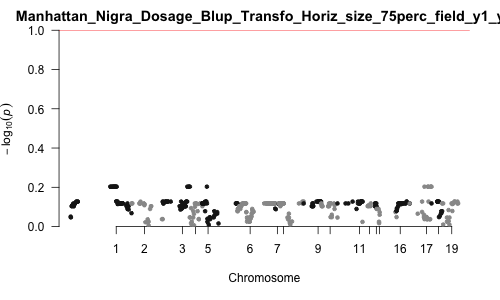 Manhattan_Nigra_Dosage_Blup_Transfo_Horiz_size_75perc_field_y1_y
1.0
0.8
0.6
0.4
0.2
0.0
− log₁₀(p)
1 2 3 5 6 7 9 11 16 17 19
Chromosome